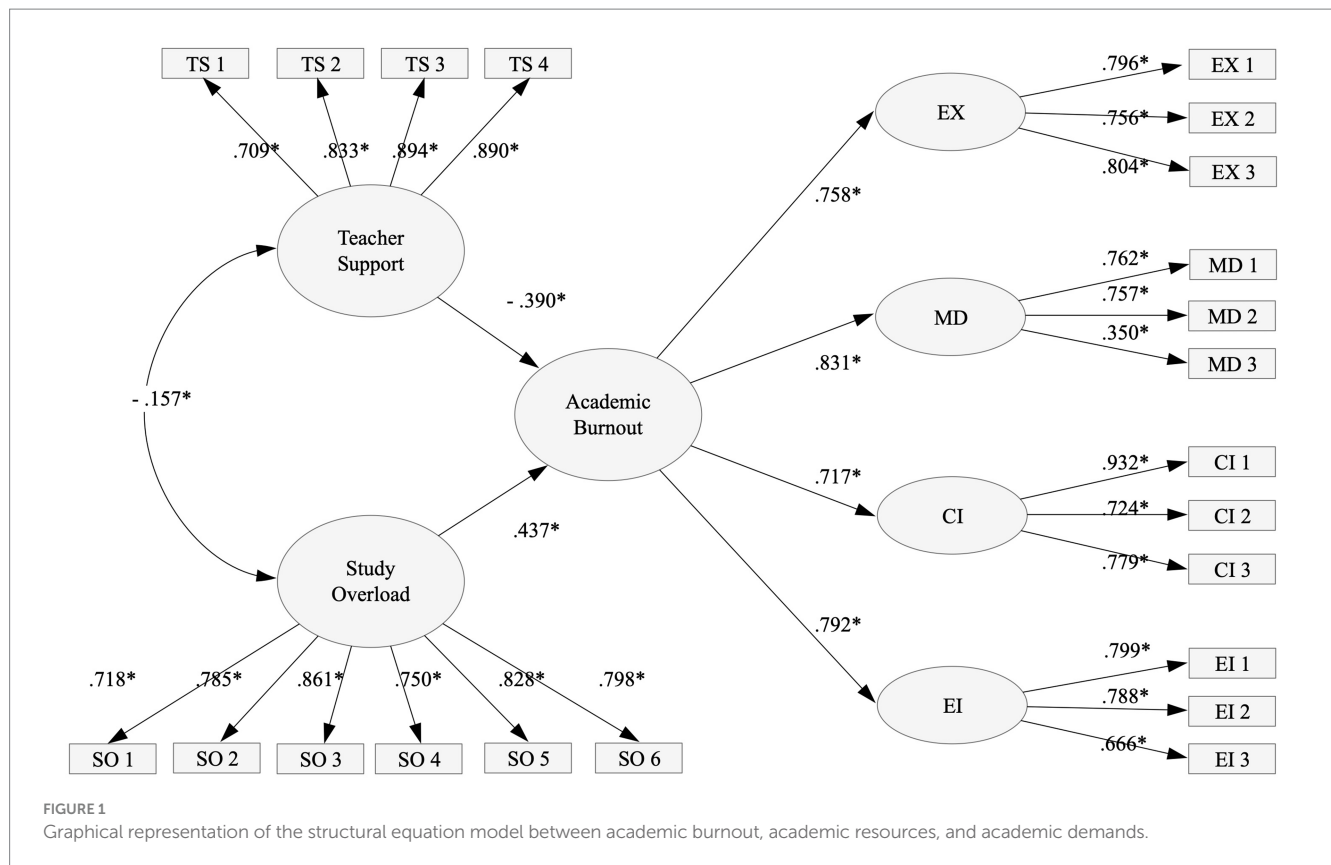 TS 1
TS 2
TS 3
TS 4
.709*
.833*
.894*
.890*
Teacher
Support
- .390*
- .157*
Academic
Burnout
Study
Overload
.437*
.718*
.785*
.861*
.750*
.828*
.798*
SO 1
SO 2
SO 3
SO 4
SO 5
SO 6
.758*
.831*
.717*
.792*
EX
.796*
.756*
.804*
EX 1
EX 2
EX 3
MD
.762*
.757*
.350*
MD 1
MD 2
MD 3
CI
.932*
.724*
.779*
CI 1
CI 2
CI 3
EI
.799*
.788*
.666*
EI 1
EI 2
EI 3
FIGURE 1
Graphical representation of the structural equation model between academic burnout, academic resources, and academic demands.